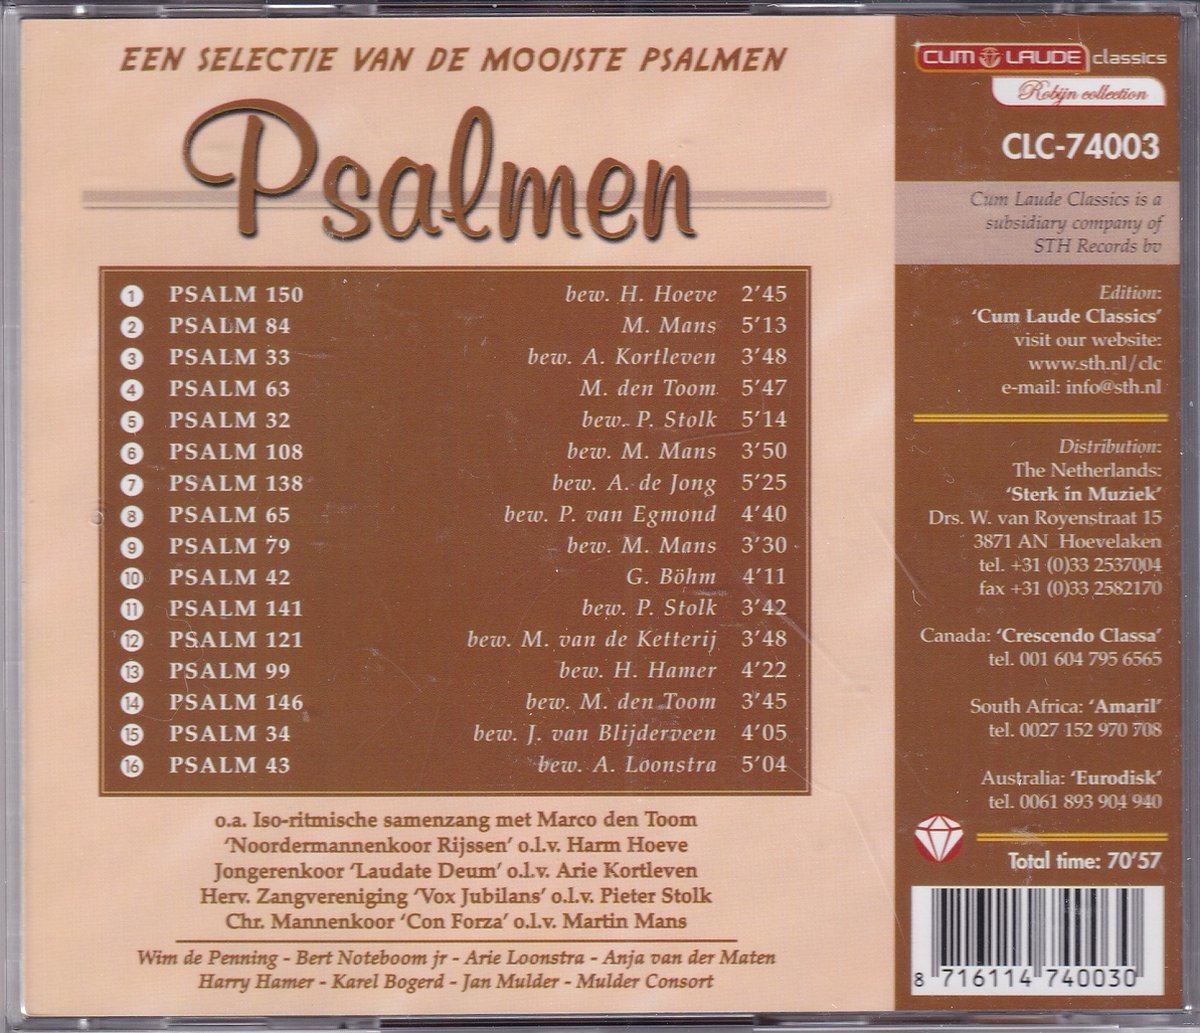 EEN SELECTIE VAN DE MOOISTE PSALMEN
Psalmen
1 PSALM 150 bew. H. Hoeve 2'45
2 PSALM 84 M. Mans 5'13
3 PSALM 33 bew. A. Kortleven 3'48
4 PSALM 63 M. den Toom 5'47
5 PSALM 32 bew. P. Stolk 5'14
6 PSALM 108 bew. M. Mans 3'50
7 PSALM 138 bew. A. de Jong 5'25
8 PSALM 65 bew. P. van Egmond 4'40
9 PSALM 79 bew. M. Mans 3'30
10 PSALM 42 G. Böhm 4'11
11 PSALM 141 bew. P. Stolk 3'42
12 PSALM 121 bew. M. van de Ketterij 3'48
13 PSALM 99 bew. H. Hamer 4'22
14 PSALM 146 bew. M. den Toom 3'45
15 PSALM 34 bew. J. van Blijderveen 4'05
16 PSALM 43 bew. A. Loonstra 5'04
o.a. Iso-ritmische samenzang met Marco den Toom
'Noordermannenkoor Rijssen' o.l.v. Harm Hoeve
Jongerenkoor 'Laudate Deum' o.l.v. Arie Kortleven
Herv. Zangvereniging 'Vox Jubilans' o.l.v. Pieter Stolk
Chr. Mannenkoor 'Con Forza' o.l.v. Martin Mans
Wim de Penning - Bert Noteboom jr - Arie Loonstra - Anja van der Maten
Harry Hamer - Karel Bogerd - Jan Mulder - Mulder Consort
CUM LAUDE classics
Robijn collection
CLC-74003
Cum Laude Classics is a
subsidiary company of
STH Records bv
Edition:
'Cum Laude Classics'
visit our website:
www.sth.nl/clc
e-mail: info@sth.nl
Distribution:
The Netherlands:
'Sterk in Muziek'
Drs. W. van Royenstraat 15
3871 AN Hoevelaken
tel. +31 (0)33 2537004
fax +31 (0)33 2582170
Canada: 'Crescendo Classa'
tel. 001 604 795 6565
South Africa: 'Amaril'
tel. 0027 152 970 708
Australia: 'Eurodisk'
tel. 0061 893 904 940
Total time: 70'57
8 716114 740030